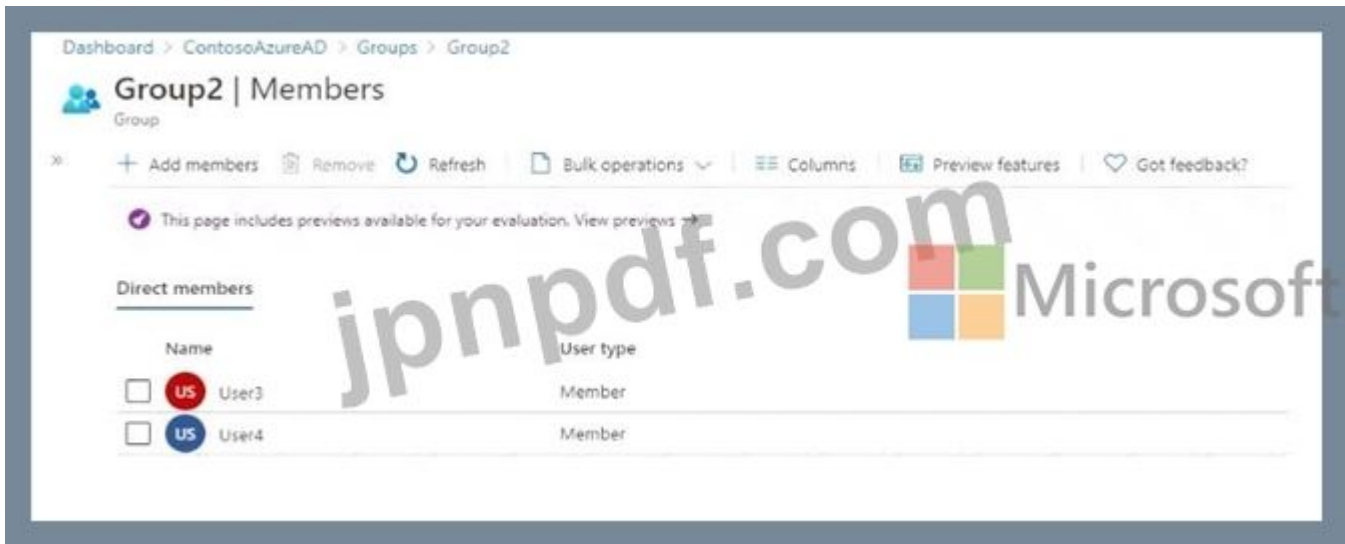 Dashboard > ContosoAzureAD > Groups > Group2
Group2 | Members
Group
» + Add members Remove Refresh Bulk operations Columns Preview features Got feedback?
This page includes previews available for your evaluation. View previews →
jpnpdf.com
Microsoft
Direct members
Name User type
US User3 Member
US User4 Member